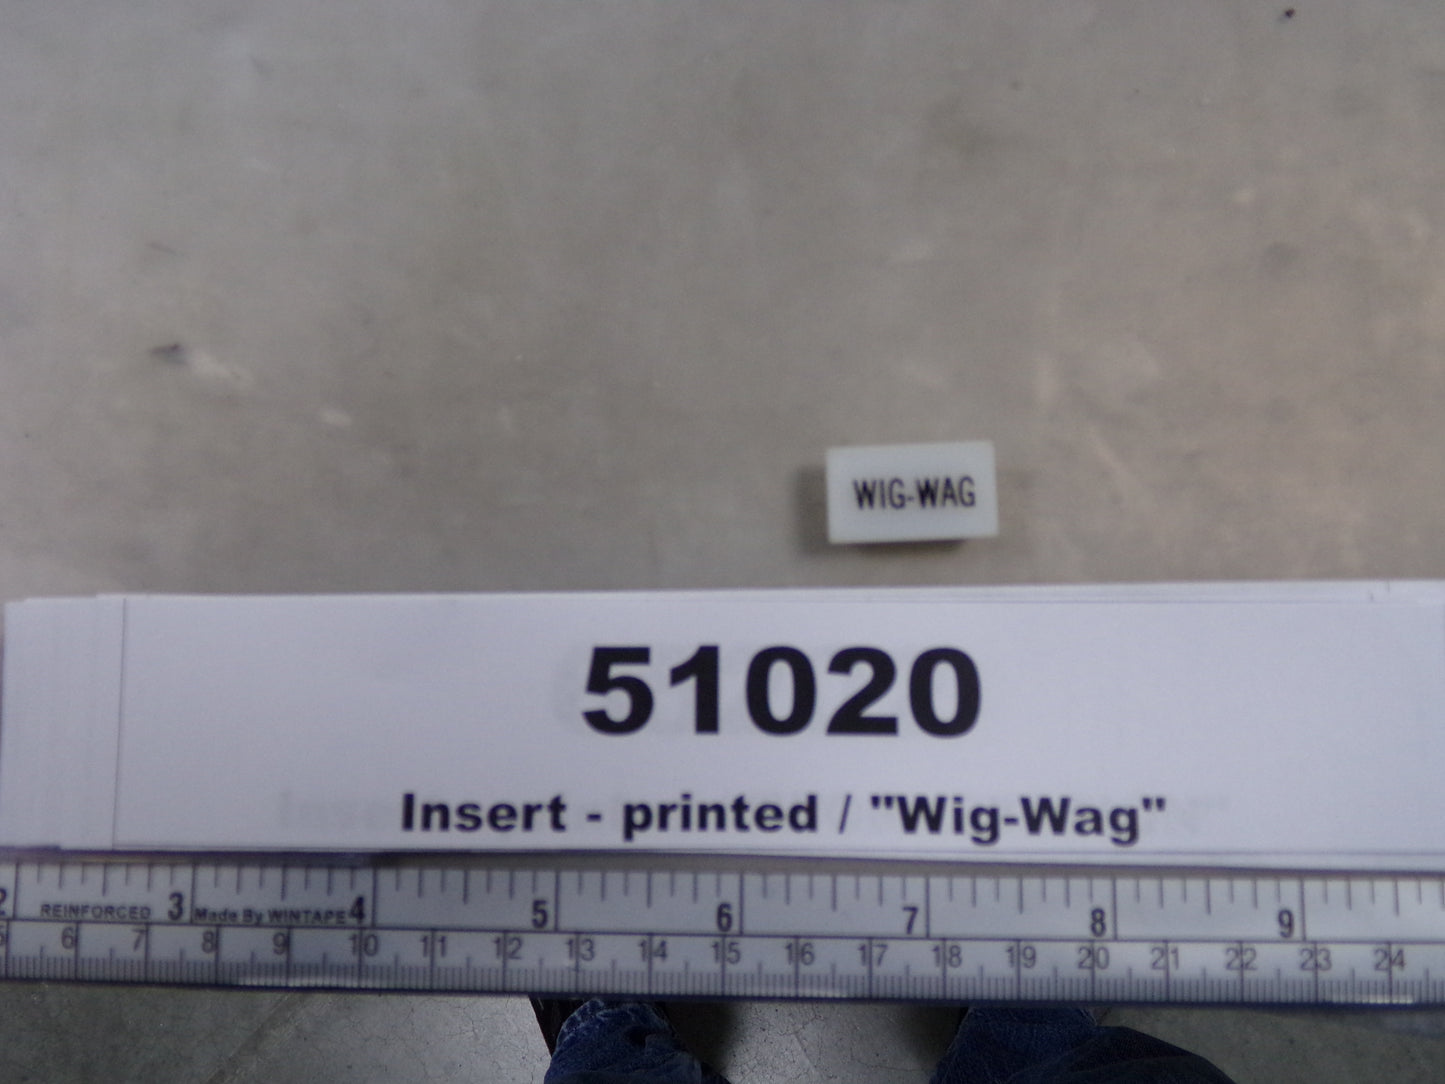 WIG-WAG
51020
Insert - printed / "Wig-Wag"
2 REINFORCED 3 Made By WINTAPE 4 5 6 7 8 9
5 6 7 8 9 10 11 12 13 14 15 16 17 18 19 20 21 22 23 24